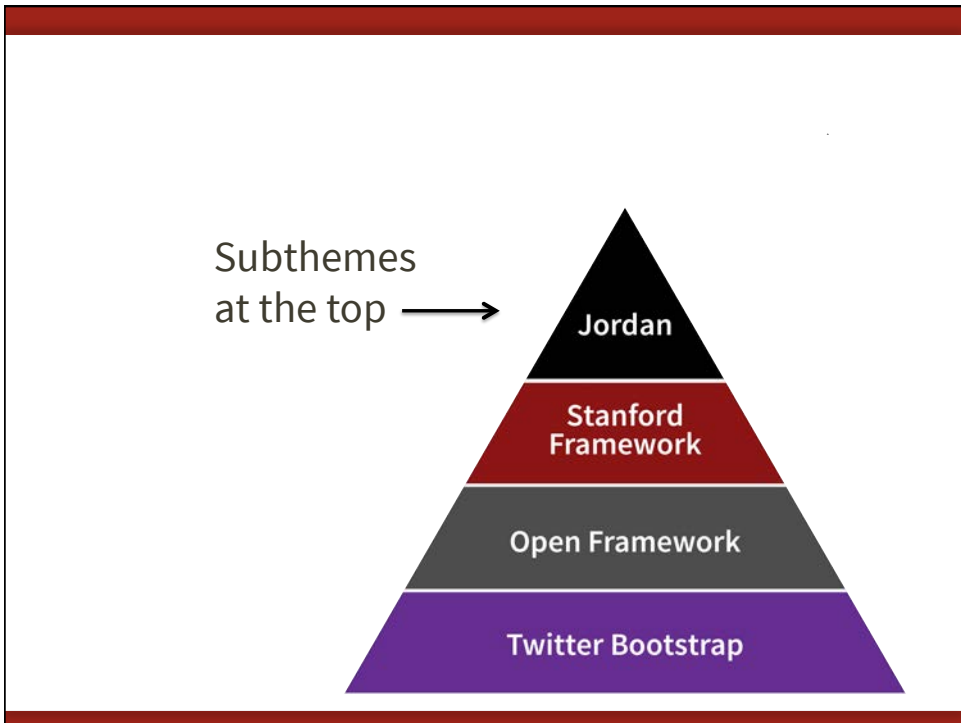 Subthemes
at the top
Jordan
Stanford
Framework
Open Framework
Twitter Bootstrap